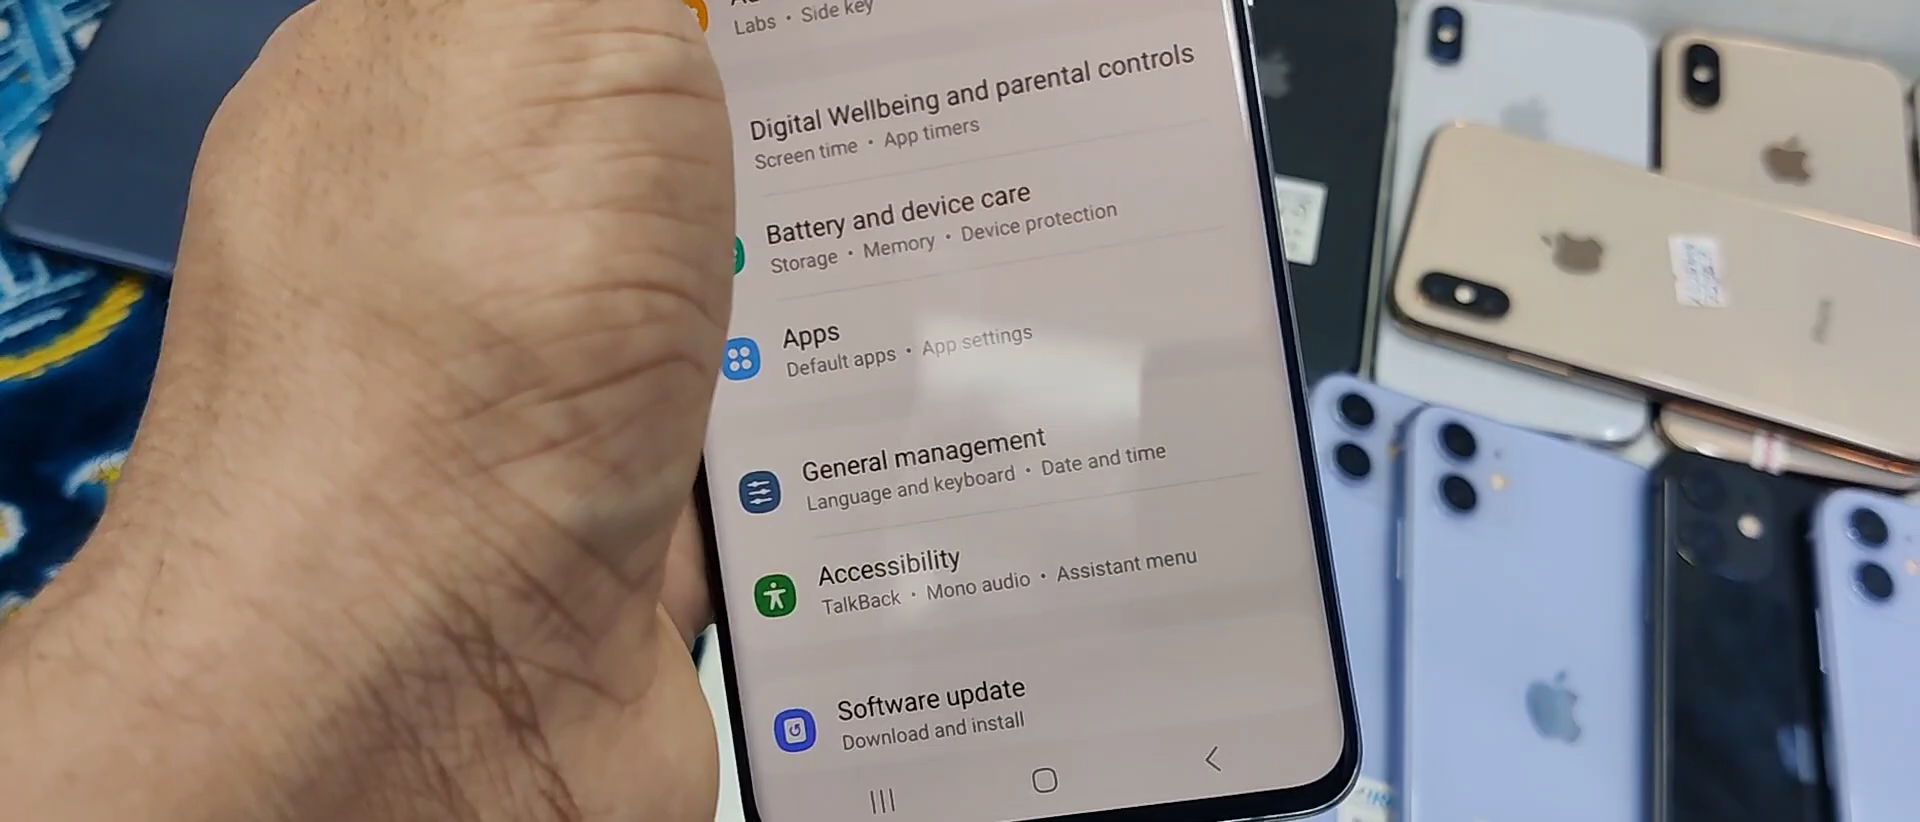 Labs • Side key
Digital Wellbeing and parental controls
Screen time • App timers
Battery and device care
Storage • Memory • Device protection
Apps
Default apps • App settings
General management
Language and keyboard • Date and time
Accessibility
TalkBack • Mono audio • Assistant menu
Software update
Download and install